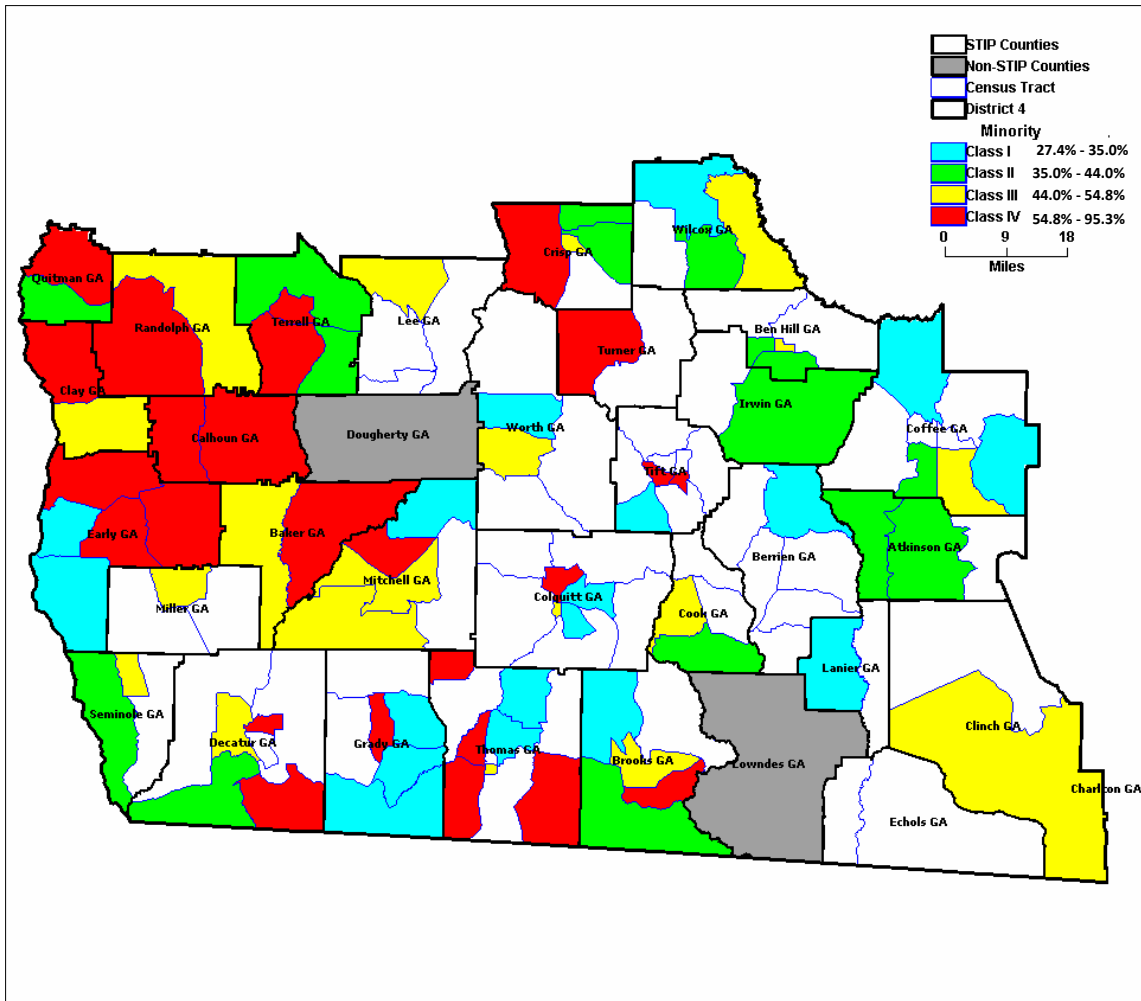 STIP Counties
Non-STIP Counties
Census Tract
District 4
Minority
Class I 27.4% - 35.0%
Class II 35.0% - 44.0%
Class III 44.0% - 54.8%
Class IV 54.8% - 95.3%
0 9 18
Miles
Wilcox GA
Crisp GA
Quitman GA
Randolph GA
Terrell GA
Lee GA
Ben Hill GA
Turner GA
Clay GA
Irwin GA
Calhoun GA
Dougherty GA
Worth GA
Coffee GA
Tift GA
Early GA
Baker GA
Atkinson GA
Berrien GA
Mitchell GA
Miller GA
Colquitt GA
Cook GA
Lanier GA
Seminole GA
Clinch GA
Decatur GA
Grady GA
Thomas GA
Brooks GA
Lowndes GA
Charlton GA
Echols GA